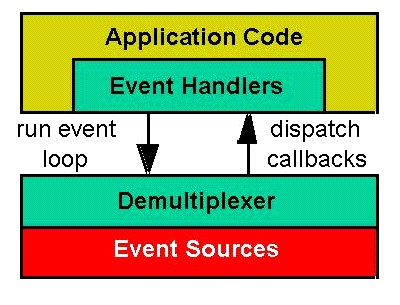 Application Code
Event Handlers
run event
loop
dispatch
callbacks
Demultiplexer
Event Sources